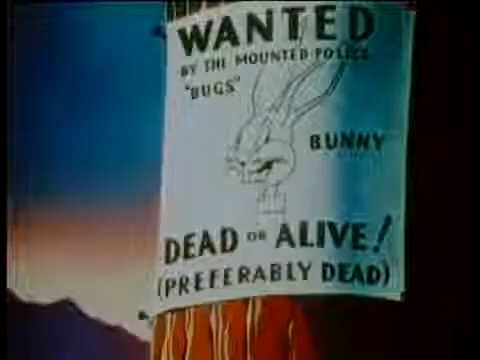 WANTED
BY THE MOUNTED POLICE
"BUGS"
BUNNY
DEAD OR ALIVE!
(PREFERABLY DEAD)